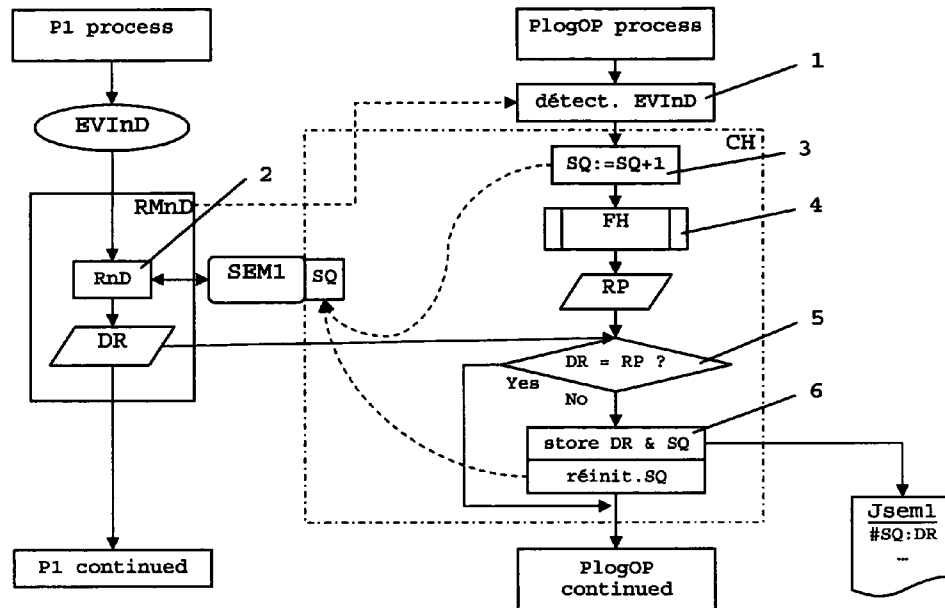 P1 process
PlogOP process
1
détect. EVInD
EVInD
CH
SQ:=SQ+1
3
2
RMnD
FH
4
RnD
SEM1
SQ
RP
DR
5
DR = RP ?
Yes
No
6
store DR & SQ
réinit.SQ
Jsem1
#SQ:DR
…
P1 continued
PlogOP
continued